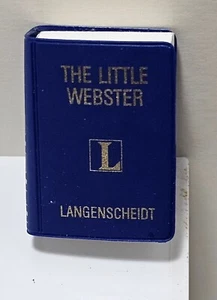 THE LITTLE
WEBSTER
L
LANGENSCHEIDT